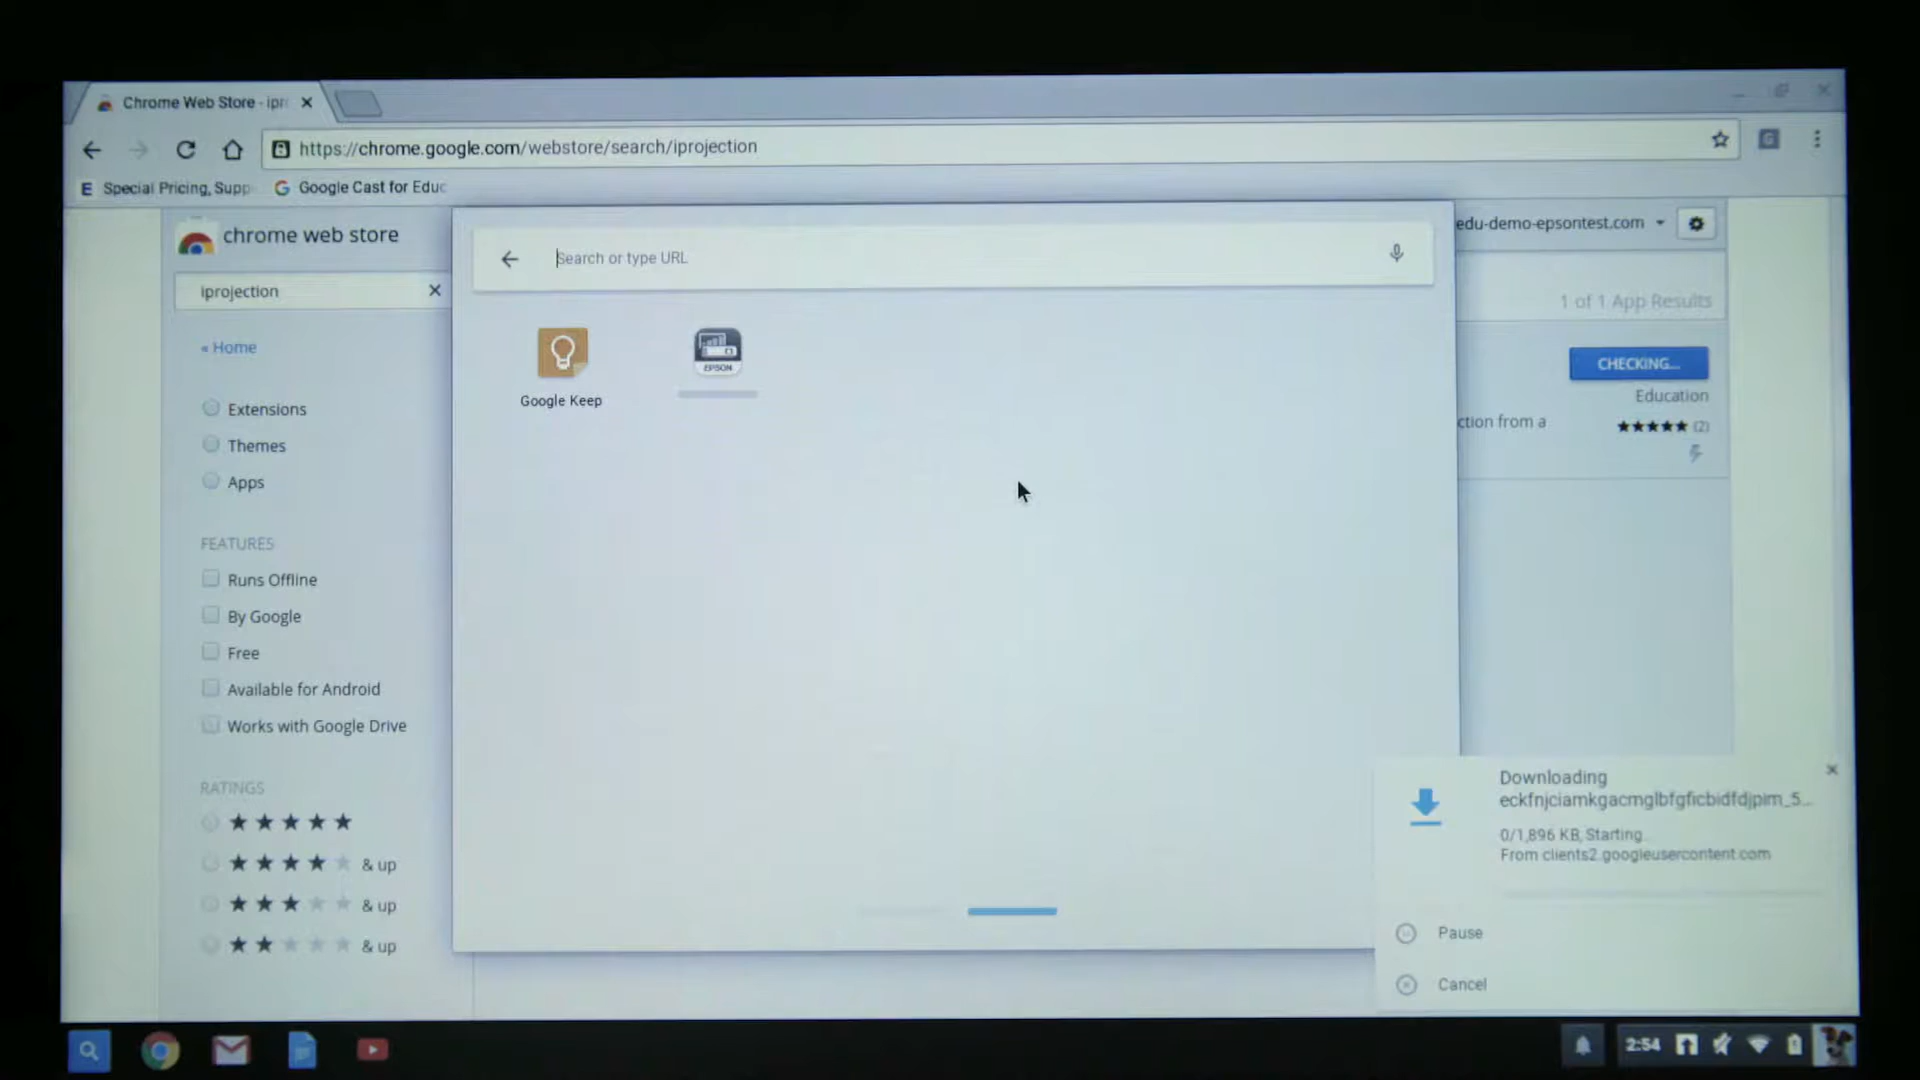 Chrome Web Store - ipr
https://chrome.google.com/webstore/search/iprojection
Special Pricing, Supp
Google Cast for Educ
chrome web store
edu-demo-epsontest.com
Search or type URL
iprojection
1 of 1 App Results
« Home
EPSON
CHECKING...
Google Keep
Education
ction from a
(2)
Extensions
Themes
Apps
FEATURES
Runs Offline
By Google
Free
Available for Android
Works with Google Drive
RATINGS
& up
& up
& up
Downloading
eckfnjciamkgacmglbfgficbidfdjpim_5...
0/1,896 KB, Starting..
From clients2.googleusercontent.com
Pause
Cancel
2:54